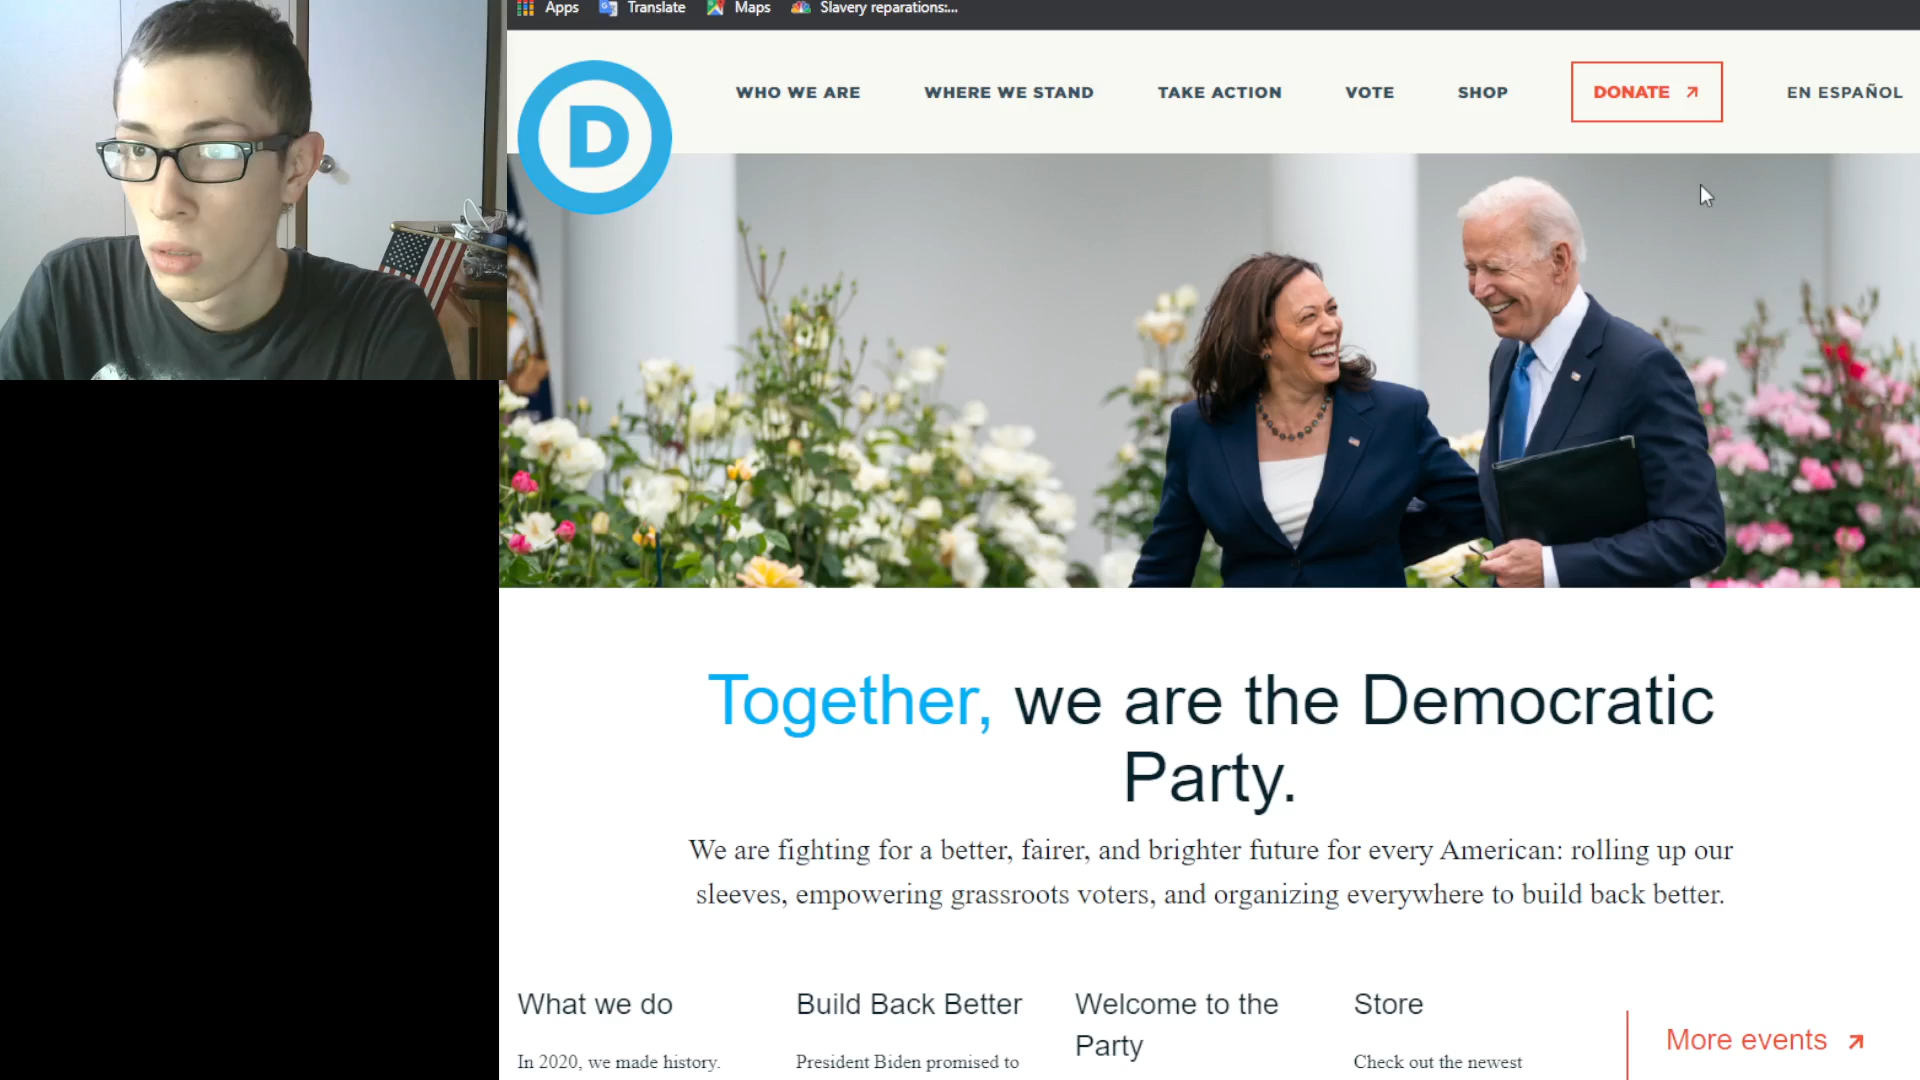 Apps Translate Maps Slavery reparations:...
D
WHO WE ARE WHERE WE STAND TAKE ACTION VOTE SHOP DONATE EN ESPAÑOL
Together, we are the Democratic
Party.
We are fighting for a better, fairer, and brighter future for every American: rolling up our
sleeves, empowering grassroots voters, and organizing everywhere to build back better.
What we do
In 2020, we made history.
Build Back Better
President Biden promised to
Welcome to the
Party
Store
Check out the newest
More events